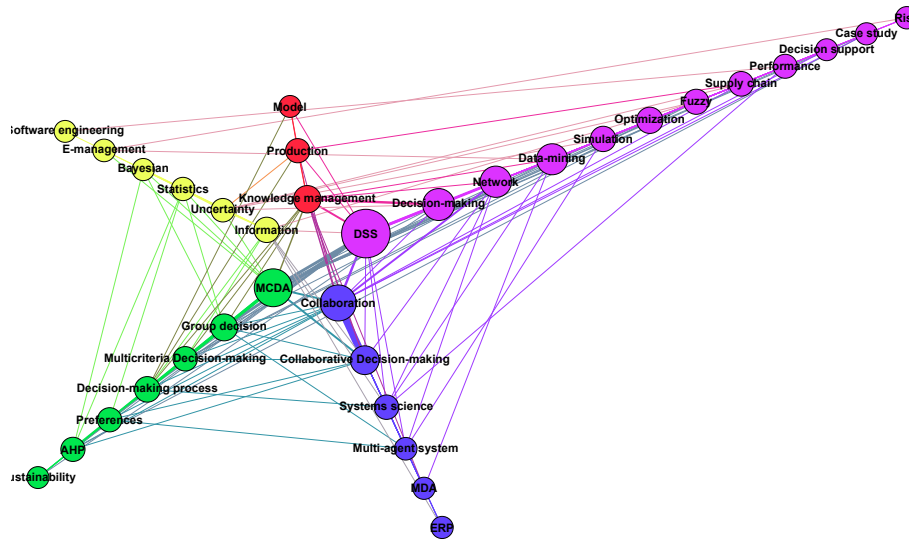 Ris
Case study
Decision support
Performance
Supply chain
Fuzzy
Optimization
Simulation
Data-mining
Network
Decision-making
DSS
Model
Production
Knowledge management
Software engineering
E-management
Bayesian
Statistics
Uncertainty
Information
MCDA
Group decision
Multicriteria Decision-making
Decision-making process
Preferences
AHP
ustainability
Collaboration
Collaborative Decision-making
Systems science
Multi-agent system
MDA
ERP